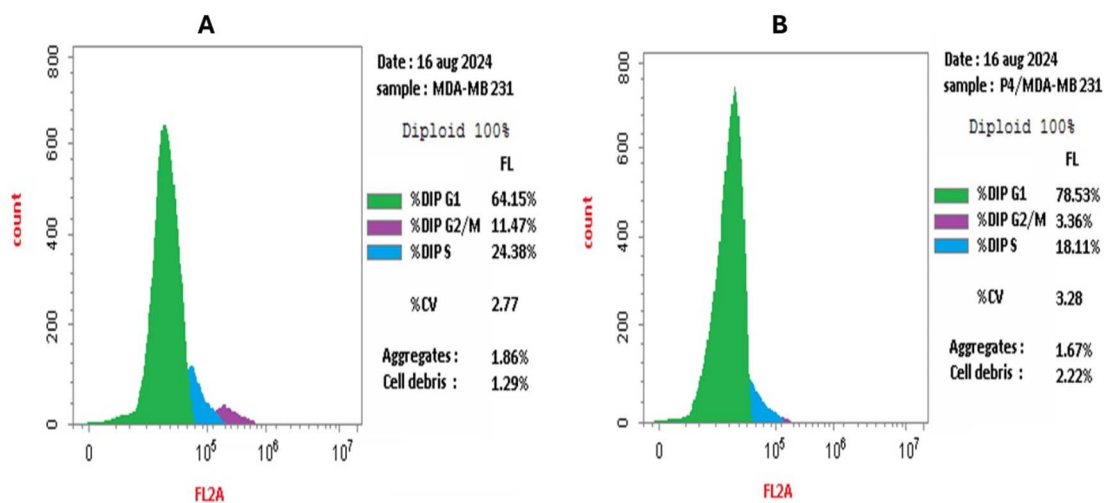 A
800
600
400
200
0
count
0
10⁵
10⁶
10⁷
FL2A
Date : 16 aug 2024
sample : MDA-MB 231
Diploid 100%
FL
%DIP G1 64.15%
%DIP G2/M 11.47%
%DIP S 24.38%
%CV 2.77
Aggregates : 1.86%
Cell debris : 1.29%
B
800
600
400
200
0
count
0
10⁵
10⁶
10⁷
FL2A
Date : 16 aug 2024
sample : P4/MDA-MB 231
Diploid 100%
FL
%DIP G1 78.53%
%DIP G2/M 3.36%
%DIP S 18.11%
%CV 3.28
Aggregates : 1.67%
Cell debris : 2.22%